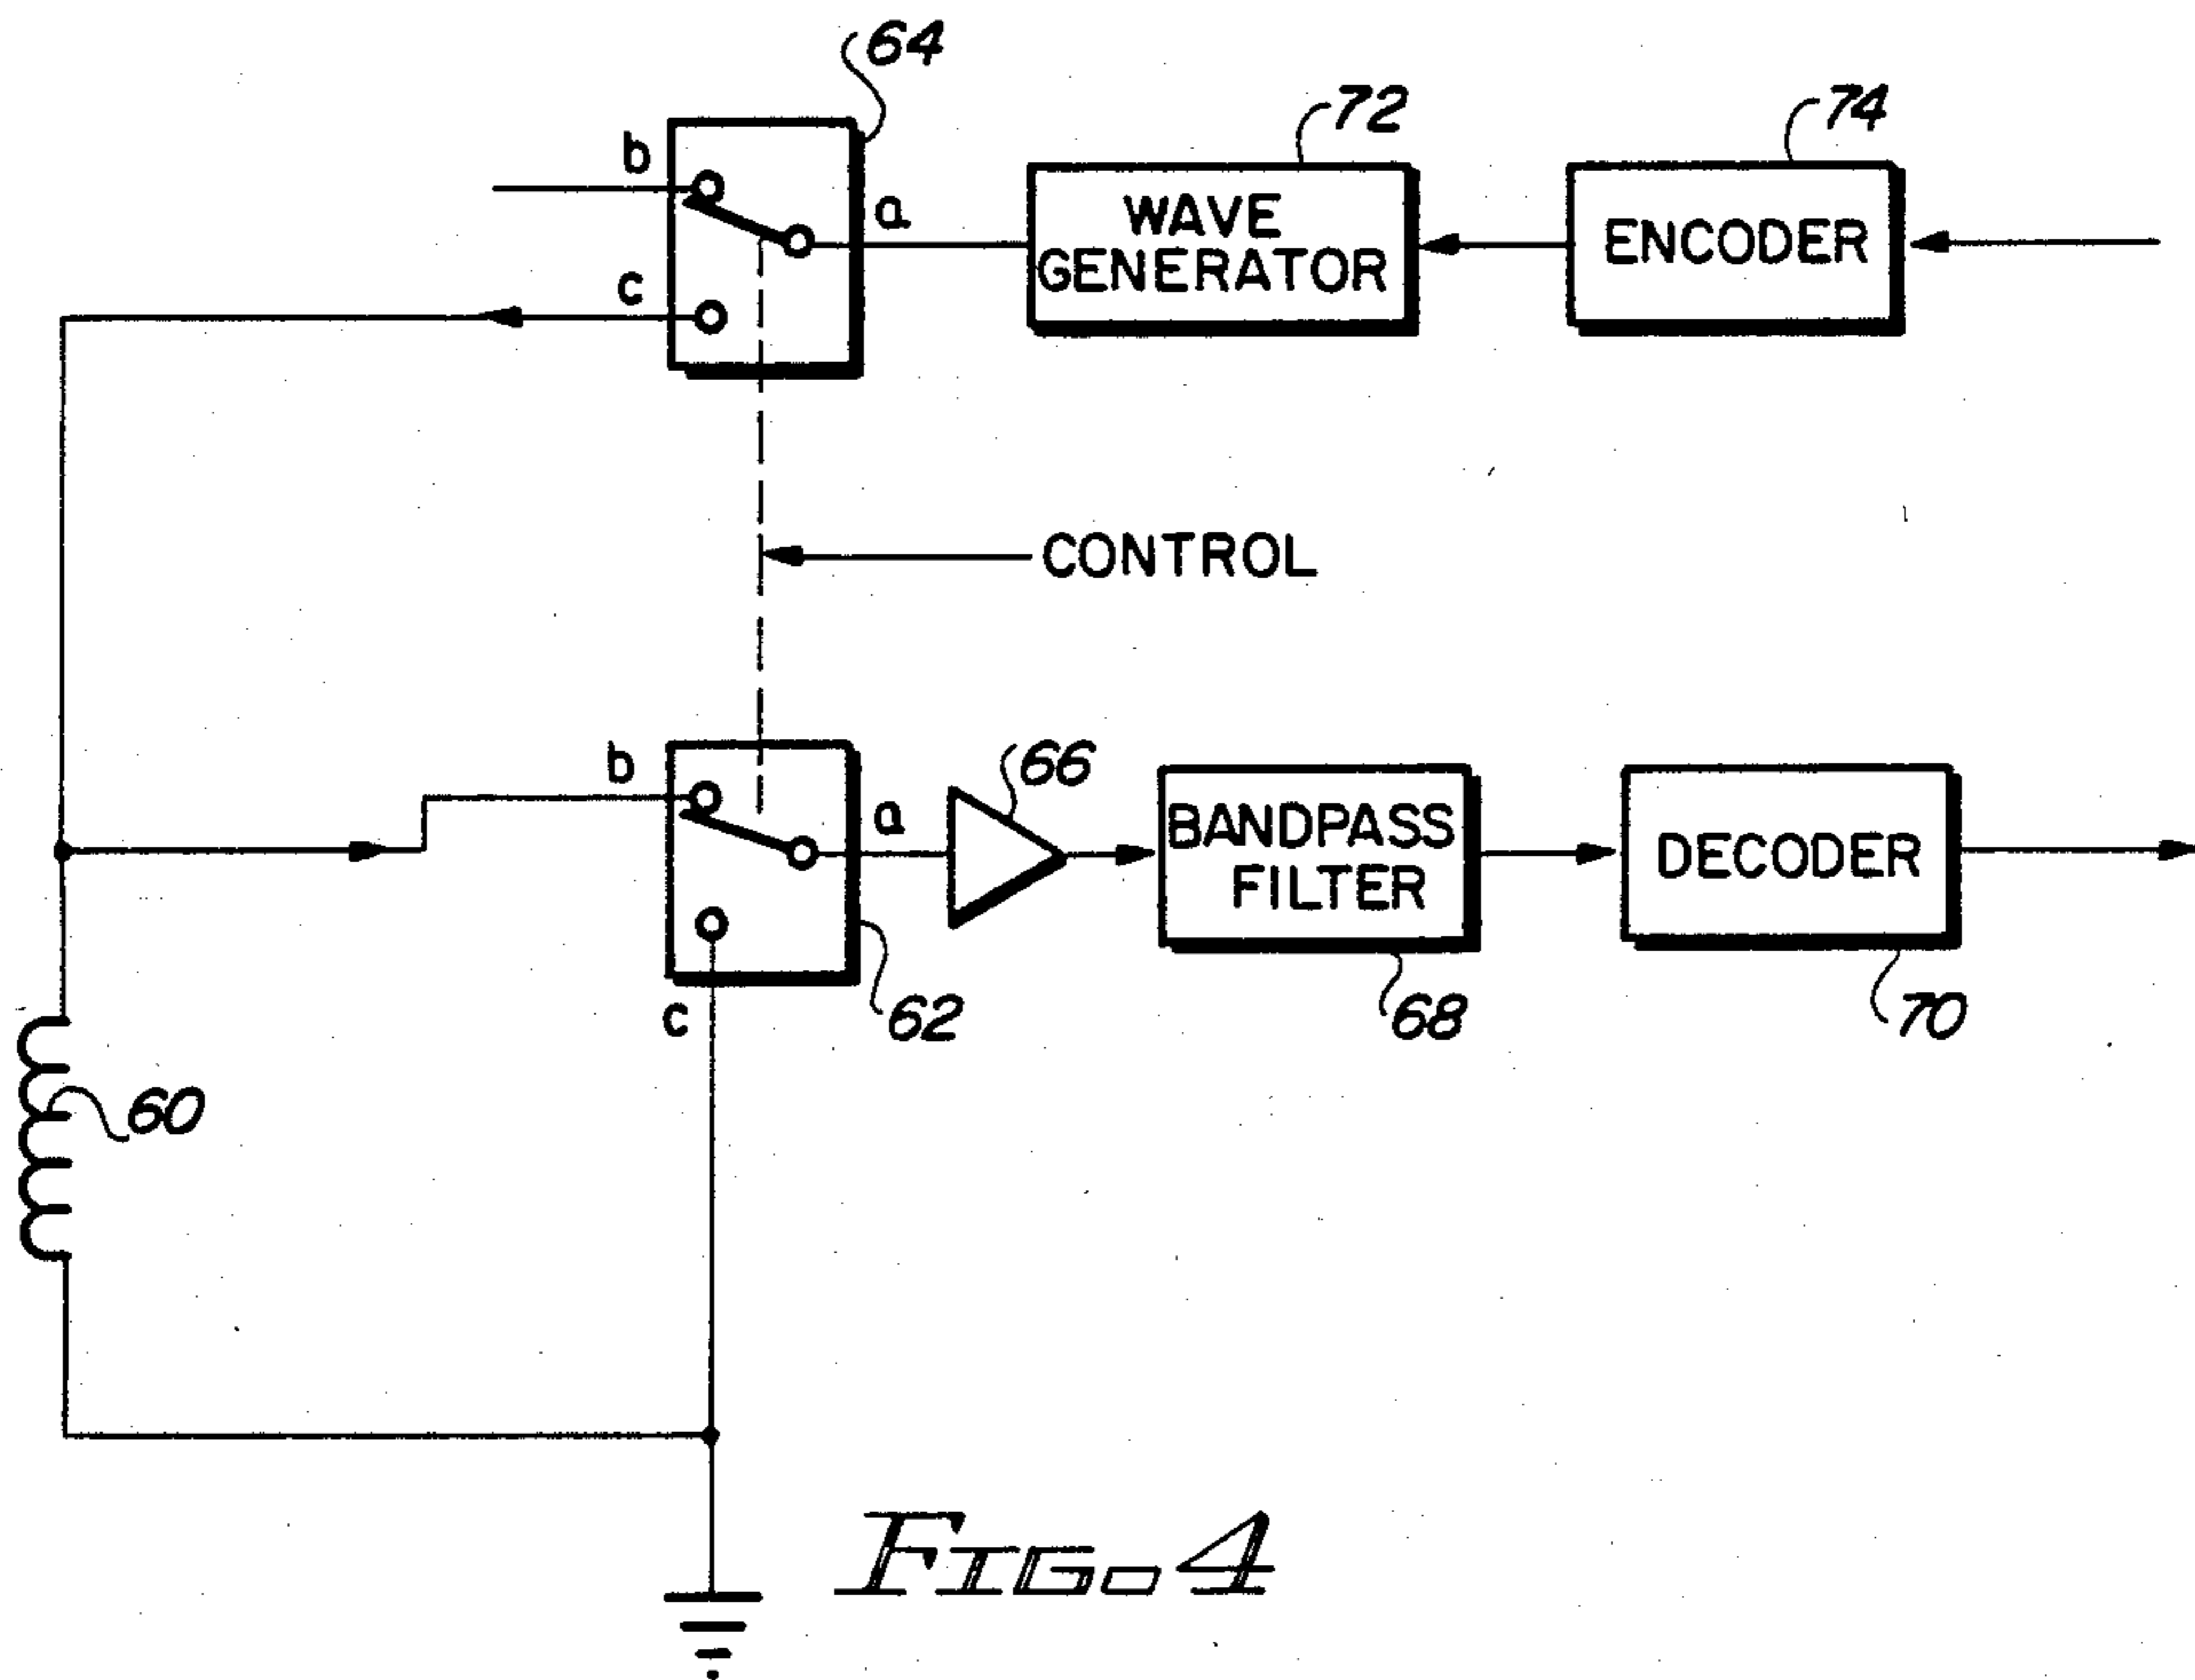 64
72
74
b
a
WAVE
GENERATOR
ENCODER
c
CONTROL
b
66
a
BANDPASS
FILTER
DECODER
c
62
68
70
60
FIG. 4